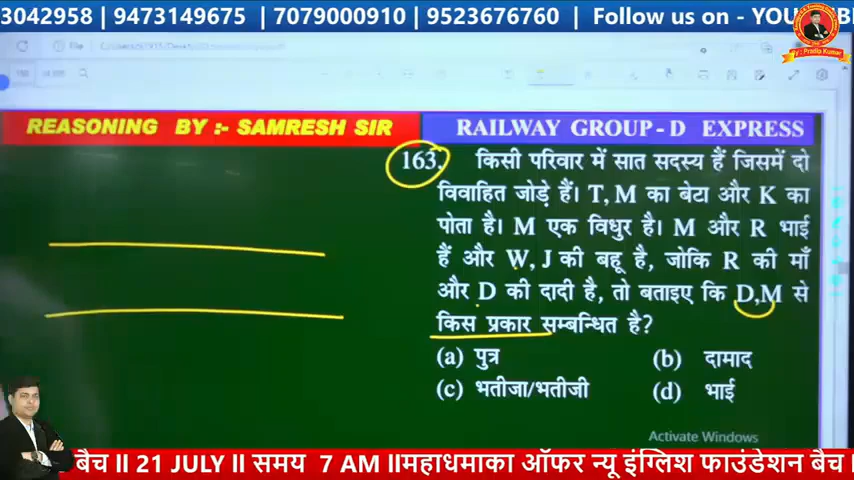 3042958 | 9473149675 | 7079000910 | 9523676760 | Follow us on - YOU
REASONING BY :- SAMRESH SIR
RAILWAY GROUP - D EXPRESS
163. किसी परिवार में सात सदस्य हैं जिसमें दो
विवाहित जोड़े हैं। T, M का बेटा और K का
पोता है। M एक विधुर है। M और R भाई
हैं और W, J की बहू है, जोकि R की माँ
और D की दादी है, तो बताइए कि D,M से
किस प्रकार सम्बन्धित है?
(a) पुत्र (b) दामाद
(c) भतीजा/भतीजी (d) भाई
Activate Windows
बैच II 21 JULY II समय 7 AM IIमहाधमाका ऑफर न्यू इंग्लिश फाउंडेशन बैच